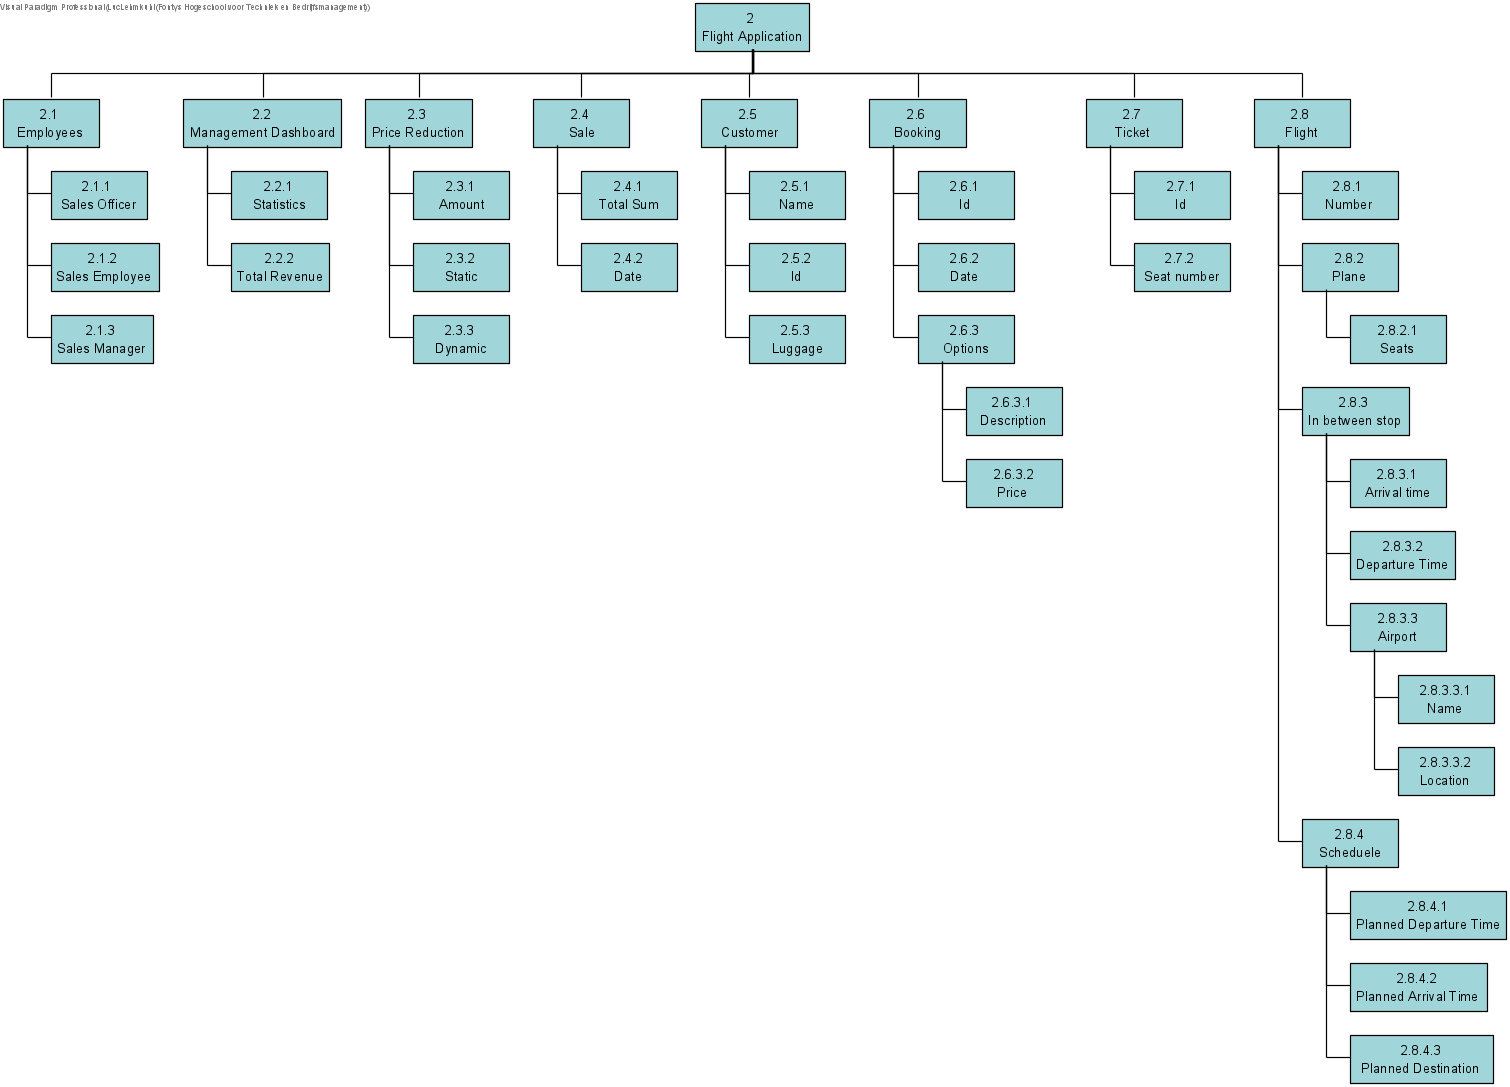 Visual Paradigm Professional(Luc Lehmkuhl(Fontys Hogeschool voor Techniek en Bedrijfsmanagement))
2
Flight Application
2.1
Employees
2.1.1
Sales Officer
2.1.2
Sales Employee
2.1.3
Sales Manager
2.2
Management Dashboard
2.2.1
Statistics
2.2.2
Total Revenue
2.3
Price Reduction
2.3.1
Amount
2.3.2
Static
2.3.3
Dynamic
2.4
Sale
2.4.1
Total Sum
2.4.2
Date
2.5
Customer
2.5.1
Name
2.5.2
Id
2.5.3
Luggage
2.6
Booking
2.6.1
Id
2.6.2
Date
2.6.3
Options
2.6.3.1
Description
2.6.3.2
Price
2.7
Ticket
2.7.1
Id
2.7.2
Seat number
2.8
Flight
2.8.1
Number
2.8.2
Plane
2.8.2.1
Seats
2.8.3
In between stop
2.8.3.1
Arrival time
2.8.3.2
Departure Time
2.8.3.3
Airport
2.8.3.3.1
Name
2.8.3.3.2
Location
2.8.4
Scheduele
2.8.4.1
Planned Departure Time
2.8.4.2
Planned Arrival Time
2.8.4.3
Planned Destination